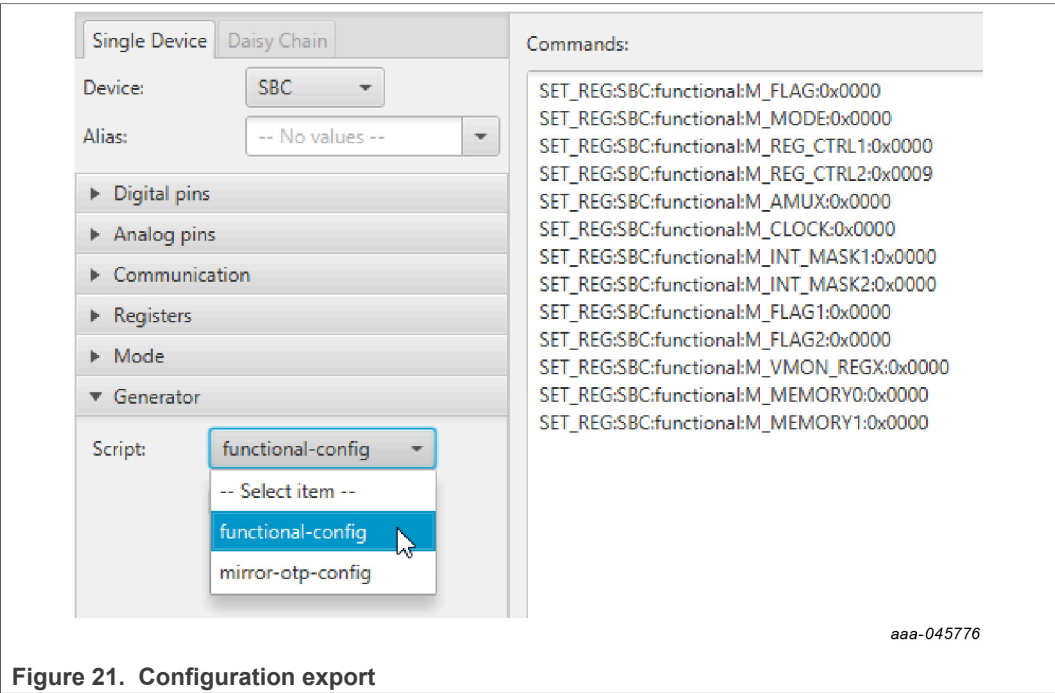 Single Device
Daisy Chain
Device:
SBC
Alias:
-- No values --
Digital pins
Analog pins
Communication
Registers
Mode
Generator
Script:
functional-config
-- Select item --
functional-config
mirror-otp-config
Commands:
SET_REG:SBC:functional:M_FLAG:0x0000
SET_REG:SBC:functional:M_MODE:0x0000
SET_REG:SBC:functional:M_REG_CTRL1:0x0000
SET_REG:SBC:functional:M_REG_CTRL2:0x0009
SET_REG:SBC:functional:M_AMUX:0x0000
SET_REG:SBC:functional:M_CLOCK:0x0000
SET_REG:SBC:functional:M_INT_MASK1:0x0000
SET_REG:SBC:functional:M_INT_MASK2:0x0000
SET_REG:SBC:functional:M_FLAG1:0x0000
SET_REG:SBC:functional:M_FLAG2:0x0000
SET_REG:SBC:functional:M_VMON_REGX:0x0000
SET_REG:SBC:functional:M_MEMORY0:0x0000
SET_REG:SBC:functional:M_MEMORY1:0x0000
aaa-045776
Figure 21. Configuration export